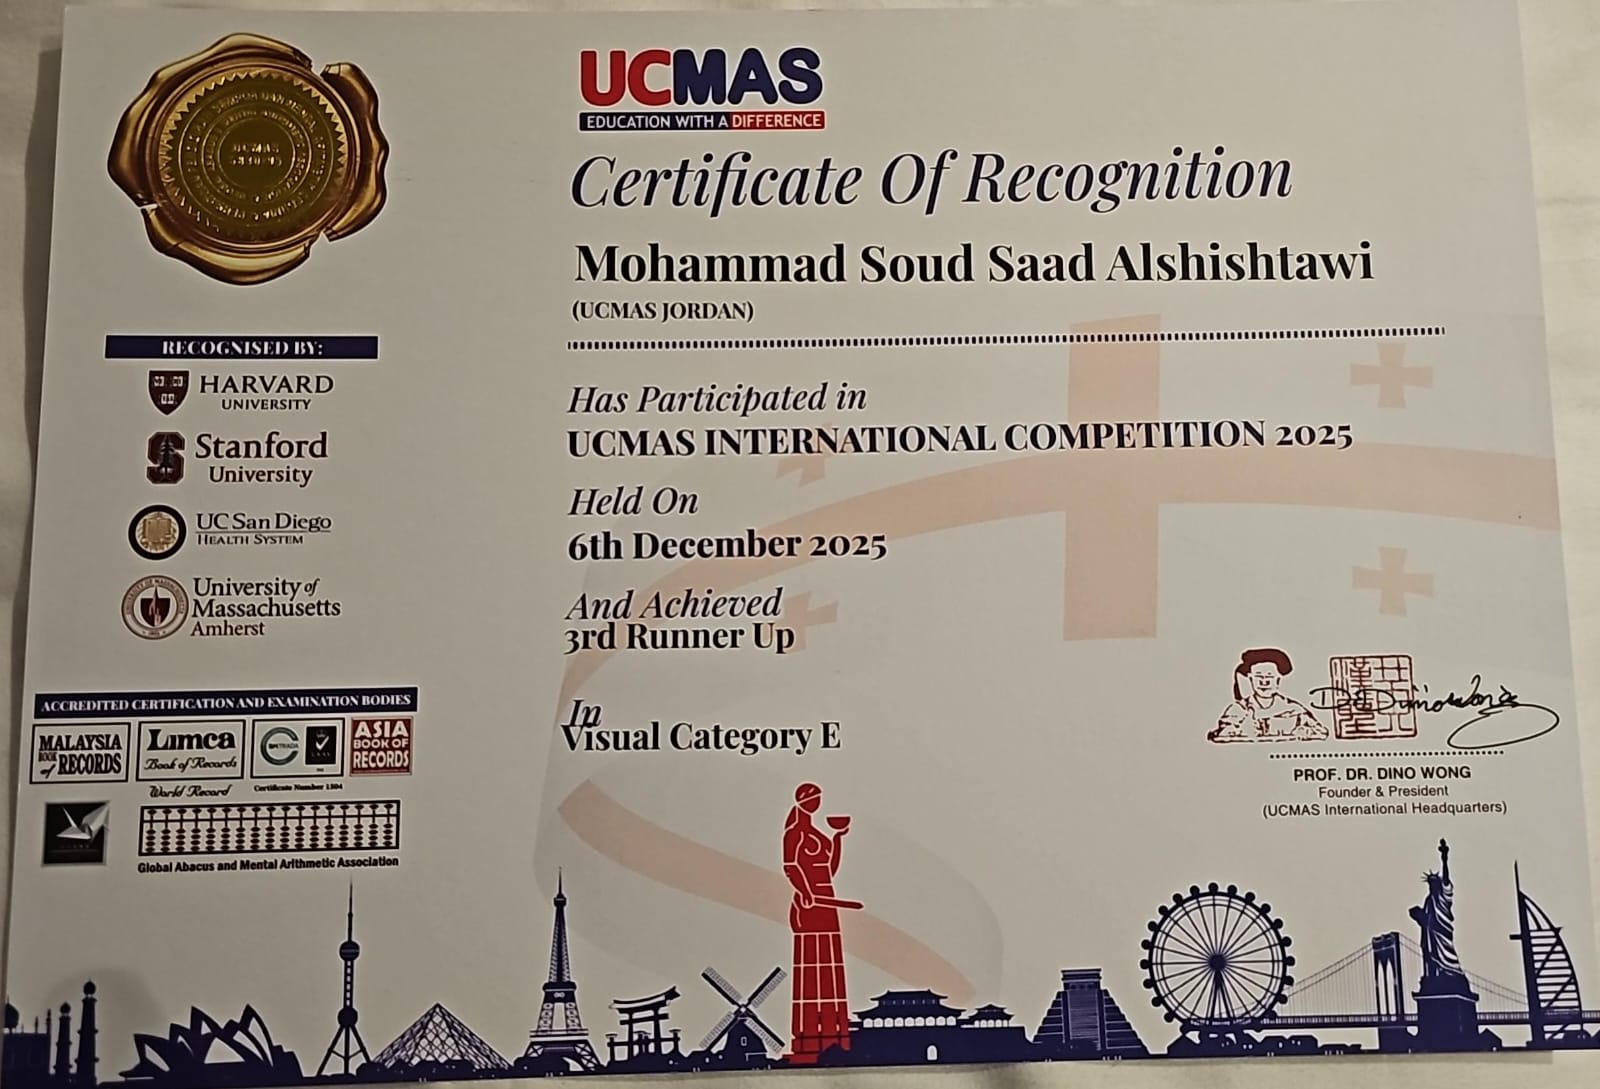 UCMAS
EDUCATION WITH A DIFFERENCE
Certificate Of Recognition
Mohammad Soud Saad Alshishtawi
(UCMAS JORDAN)
Has Participated in
UCMAS INTERNATIONAL COMPETITION 2025
Held On
6th December 2025
And Achieved
3rd Runner Up
In
Visual Category E
RECOGNISED BY:
HARVARD
UNIVERSITY
Stanford
University
UC San Diego
HEALTH SYSTEM
University of
Massachusetts
Amherst
ACCREDITED CERTIFICATION AND EXAMINATION BODIES
MALAYSIA
BOOK of RECORDS
Limca
Book of Records
World Record
Certificate Number 1304
ASIA
BOOK OF
RECORDS
Global Abacus and Mental Arithmetic Association
PROF. DR. DINO WONG
Founder & President
(UCMAS International Headquarters)